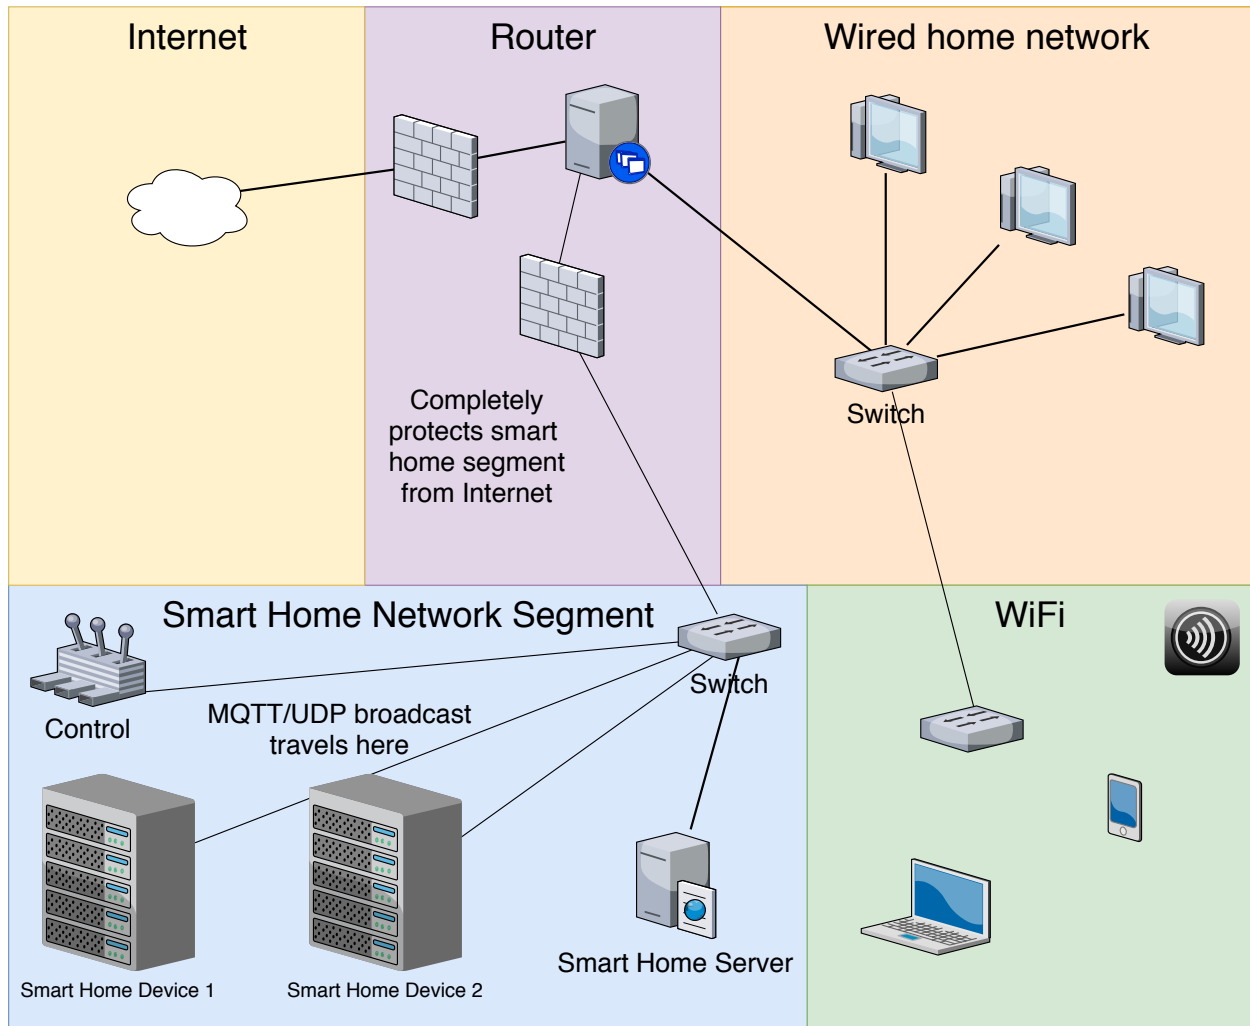 Internet
Router
Wired home network
Switch
Completely
protects smart
home segment
from Internet
Smart Home Network Segment
WiFi
Switch
Control
MQTT/UDP broadcast
travels here
Smart Home Server
Smart Home Device 1
Smart Home Device 2